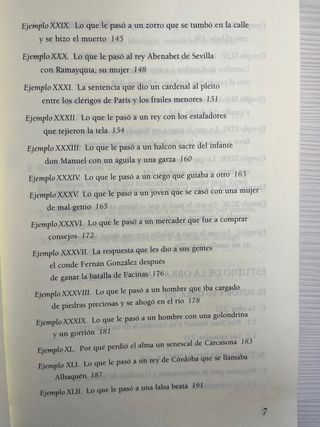 Ejemplo XXIX. Lo que le pasó a un zorro que se tumbó en la calle
y se hizo el muerto 145
Ejemplo XXX. Lo que le pasó al rey Abenabet de Sevilla
con Ramayquia, su mujer 148
Ejemplo XXXI. La sentencia que dio un cardenal al pleito
entre los clérigos de París y los frailes menores 151
Ejemplo XXXII. Lo que le pasó a un rey con los estafadores
que tejieron la tela 154
Ejemplo XXXIII. Lo que le pasó a un halcón sacre del infante
don Manuel con un águila y una garza 160
Ejemplo XXXIV. Lo que le pasó a un ciego que guiaba a otro 163
Ejemplo XXXV. Lo que le pasó a un joven que se casó con una mujer
de mal genio 165
Ejemplo XXXVI. Lo que le pasó a un mercader que fue a comprar
consejos 172
Ejemplo XXXVII. La respuesta que les dio a sus gentes
el conde Fernán González después
de ganar la batalla de Facinas 176
Ejemplo XXXVIII. Lo que le pasó a un hombre que iba cargado
de piedras preciosas y se ahogó en el río 178
Ejemplo XXXIX. Lo que le pasó a un hombre con una golondrina
y un gorrión 181
Ejemplo XL. Por qué perdió el alma un senescal de Carcasona 183
Ejemplo XLI. Lo que le pasó a un rey de Córdoba que se llamaba
Alhaquén 187
Ejemplo XLII. Lo que le pasó a una falsa beata 191
7